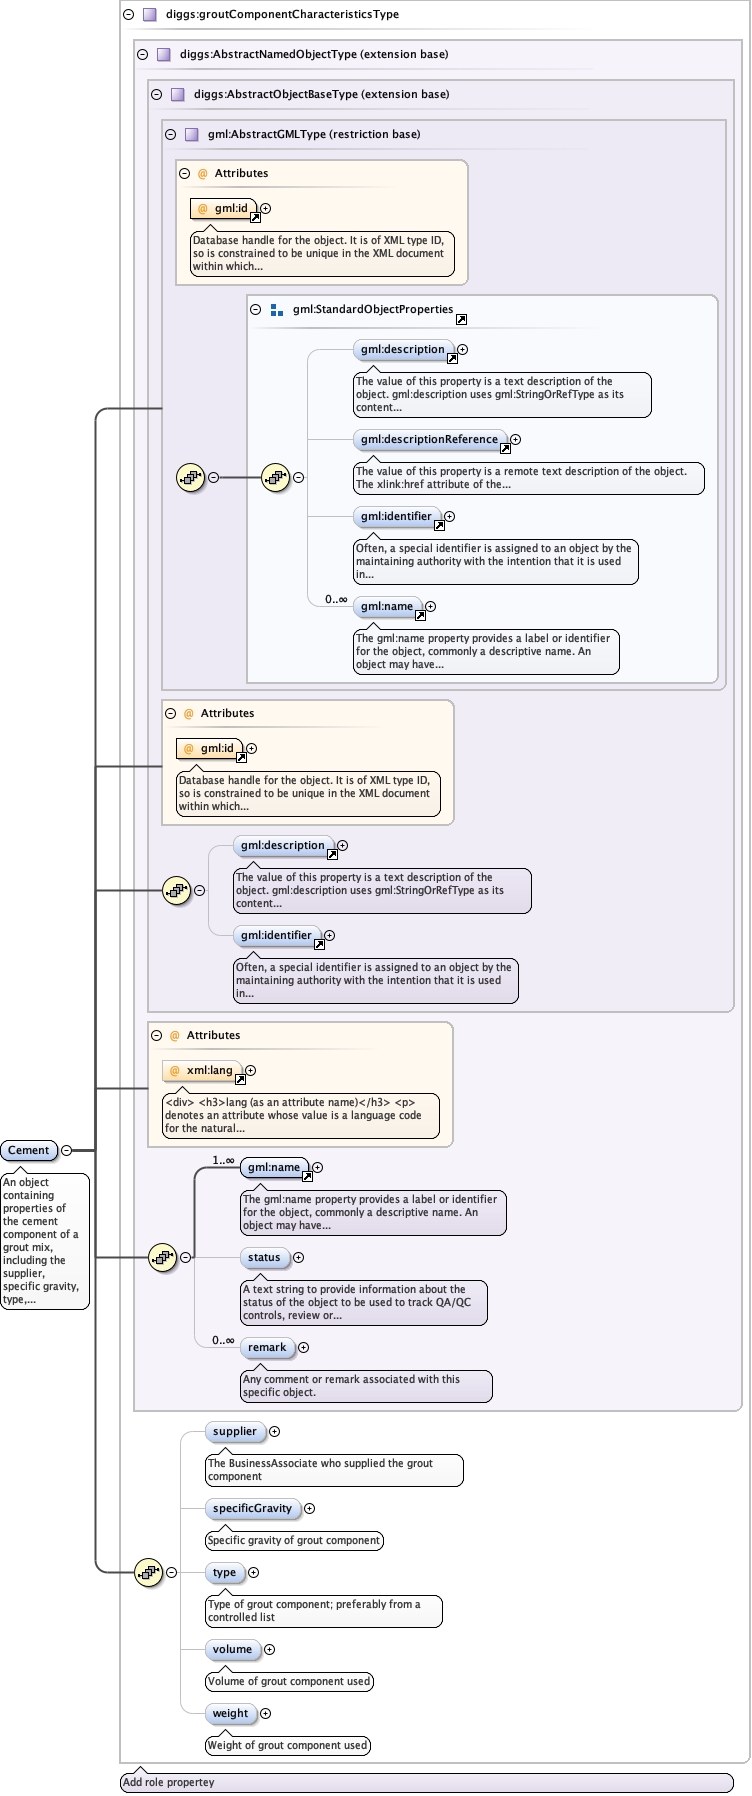 diggs:groutComponentCharacteristicsType
diggs:AbstractNamedObjectType (extension base)
diggs:AbstractObjectBaseType (extension base)
gml:AbstractGMLType (restriction base)
@ Attributes
@ gml:id
Database handle for the object. It is of XML type ID,
so is constrained to be unique in the XML document
within which...
gml:StandardObjectProperties
gml:description
The value of this property is a text description of the
object. gml:description uses gml:StringOrRefType as its
content...
gml:descriptionReference
The value of this property is a remote text description of the object.
The xlink:href attribute of the...
gml:identifier
Often, a special identifier is assigned to an object by the
maintaining authority with the intention that it is used
in...
0..∞
gml:name
The gml:name property provides a label or identifier
for the object, commonly a descriptive name. An
object may have...
@ Attributes
@ gml:id
Database handle for the object. It is of XML type ID,
so is constrained to be unique in the XML document
within which...
gml:description
The value of this property is a text description of the
object. gml:description uses gml:StringOrRefType as its
content...
gml:identifier
Often, a special identifier is assigned to an object by the
maintaining authority with the intention that it is used
in...
@ Attributes
@ xml:lang
<div> <h3>lang (as an attribute name)</h3> <p>
denotes an attribute whose value is a language code
for the natural...
Cement
An object
containing
properties of
the cement
component of a
grout mix,
including the
supplier,
specific gravity,
type,...
1..∞
gml:name
The gml:name property provides a label or identifier
for the object, commonly a descriptive name. An
object may have...
status
A text string to provide information about the
status of the object to be used to track QA/QC
controls, review or...
0..∞
remark
Any comment or remark associated with this
specific object.
supplier
The BusinessAssociate who supplied the grout
component
specificGravity
Specific gravity of grout component
type
Type of grout component; preferably from a
controlled list
volume
Volume of grout component used
weight
Weight of grout component used
Add role propertey